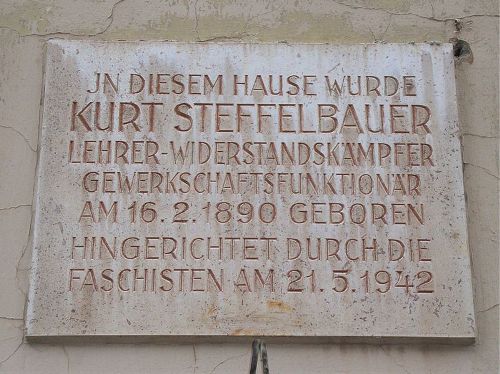 JN DIESEM HAUSE WURDE
KURT STEFFELBAUER
LEHRER-WIDERSTANDSKÄMPFER
GEWERKSCHAFTSFUNKTIONÄR
AM 16.2.1890 GEBOREN
HINGERICHTET DURCH DIE
FASCHISTEN AM 21.5.1942